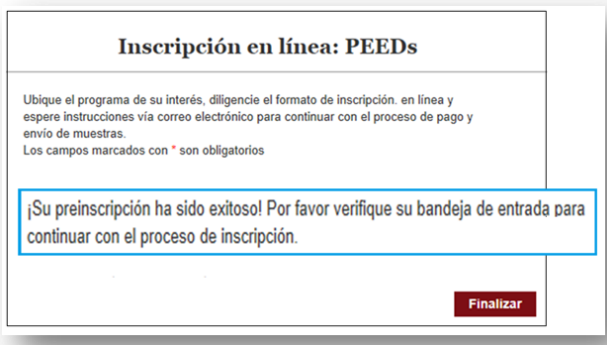 Inscripción en línea: PEEDs
Ubique el programa de su interés, diligencie el formato de inscripción. en línea y
espere instrucciones vía correo electrónico para continuar con el proceso de pago y
envío de muestras.
Los campos marcados con * son obligatorios
¡Su preinscripción ha sido exitoso! Por favor verifique su bandeja de entrada para
continuar con el proceso de inscripción.
Finalizar